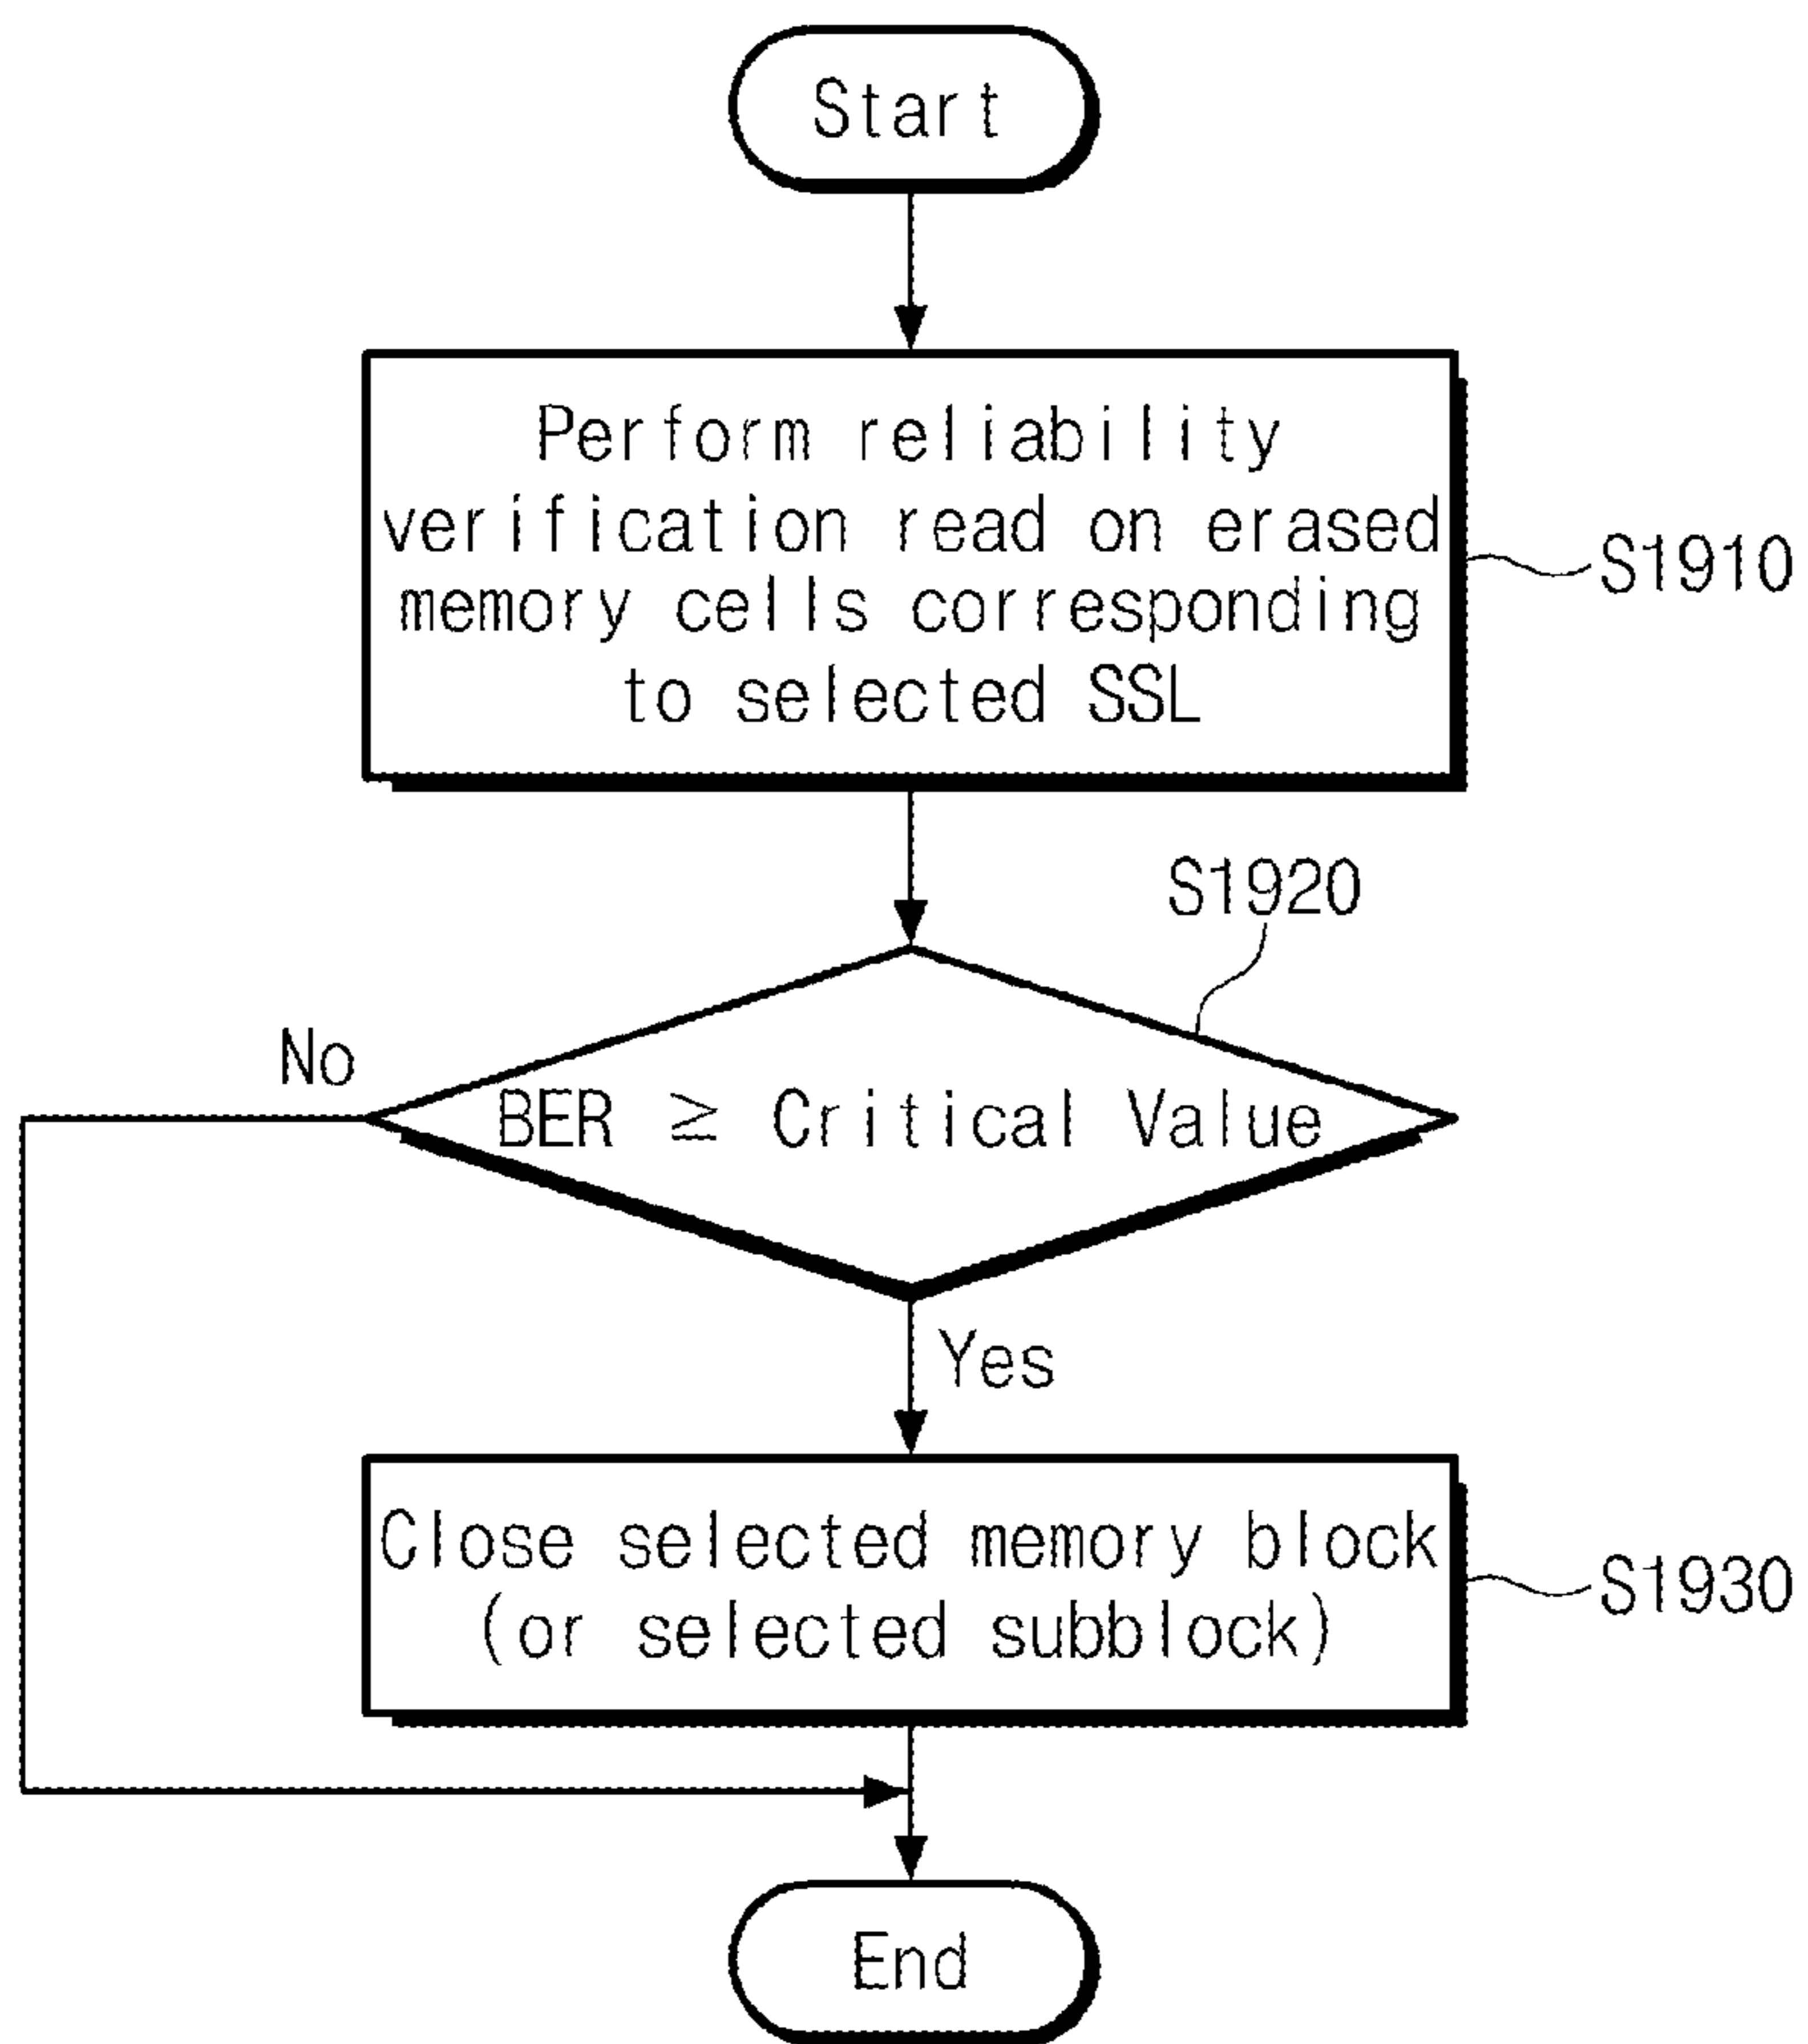 Start
Perform reliability
verification read on erased
memory cells corresponding
to selected SSL
S1910
S1920
No
BER ≥ Critical Value
Yes
Close selected memory block
(or selected subblock)
S1930
End